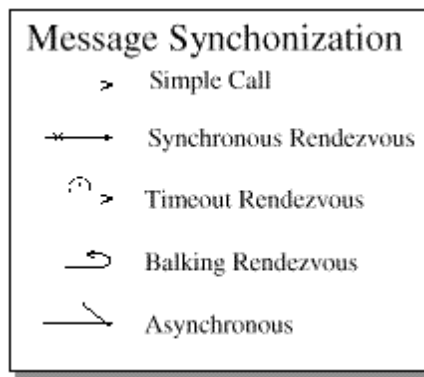 Message Synchonization
Simple Call
Synchronous Rendezvous
Timeout Rendezvous
Balking Rendezvous
Asynchronous